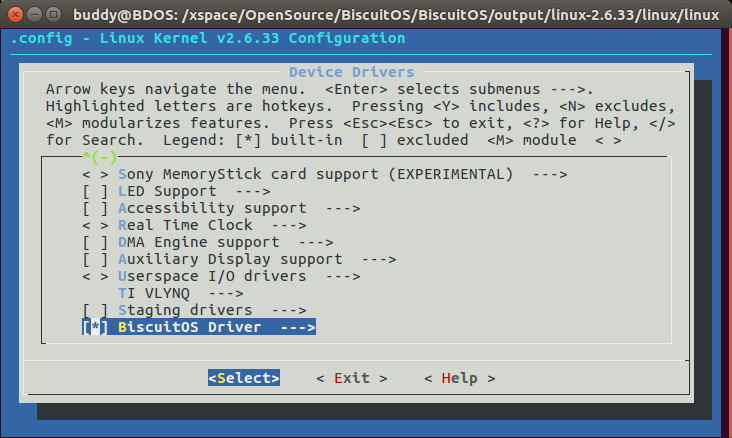 buddy@BDOS: /xspace/OpenSource/BiscuitOS/BiscuitOS/output/linux-2.6.33/linux/linux
.config - Linux Kernel v2.6.33 Configuration
Device Drivers
Arrow keys navigate the menu.  <Enter> selects submenus --->.
Highlighted letters are hotkeys.  Pressing <Y> includes, <N> excludes,
<M> modularizes features.  Press <Esc><Esc> to exit, <?> for Help, </>
for Search.  Legend: [*] built-in  [ ] excluded  <M> module  < >
^(-)
< > Sony MemoryStick card support (EXPERIMENTAL)  --->
[ ] LED Support  --->
[ ] Accessibility support  --->
< > Real Time Clock  --->
[ ] DMA Engine support  --->
[ ] Auxiliary Display support  --->
< > Userspace I/O drivers  --->
TI VLYNQ  --->
[ ] Staging drivers  --->
[*] BiscuitOS Driver  --->
<Select>    < Exit >    < Help >